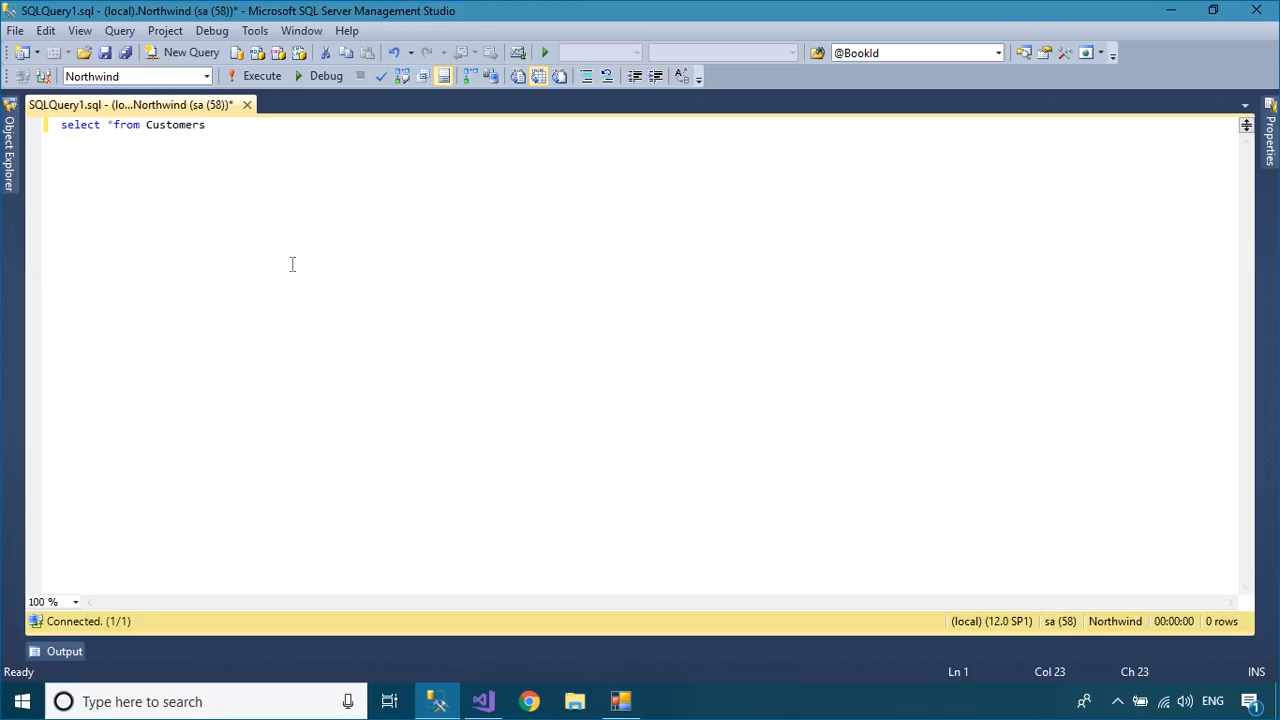 SQLQuery1.sql - (local).Northwind (sa (58))* - Microsoft SQL Server Management Studio
File Edit View Query Project Debug Tools Window Help
New Query @BookId
Northwind Execute Debug
SQLQuery1.sql - (lo...Northwind (sa (58))*
Object Explorer
Properties
select *from Customers
100 %
Connected. (1/1) (local) (12.0 SP1) sa (58) Northwind 00:00:00 0 rows
Output
Ready Ln 1 Col 23 Ch 23 INS
Type here to search ENG 1